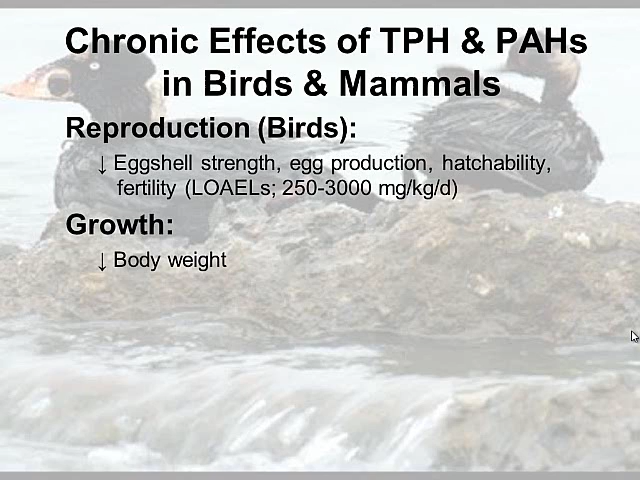 Chronic Effects of TPH & PAHs
in Birds & Mammals
Reproduction (Birds):
↓ Eggshell strength, egg production, hatchability,
fertility (LOAELs; 250-3000 mg/kg/d)
Growth:
↓ Body weight